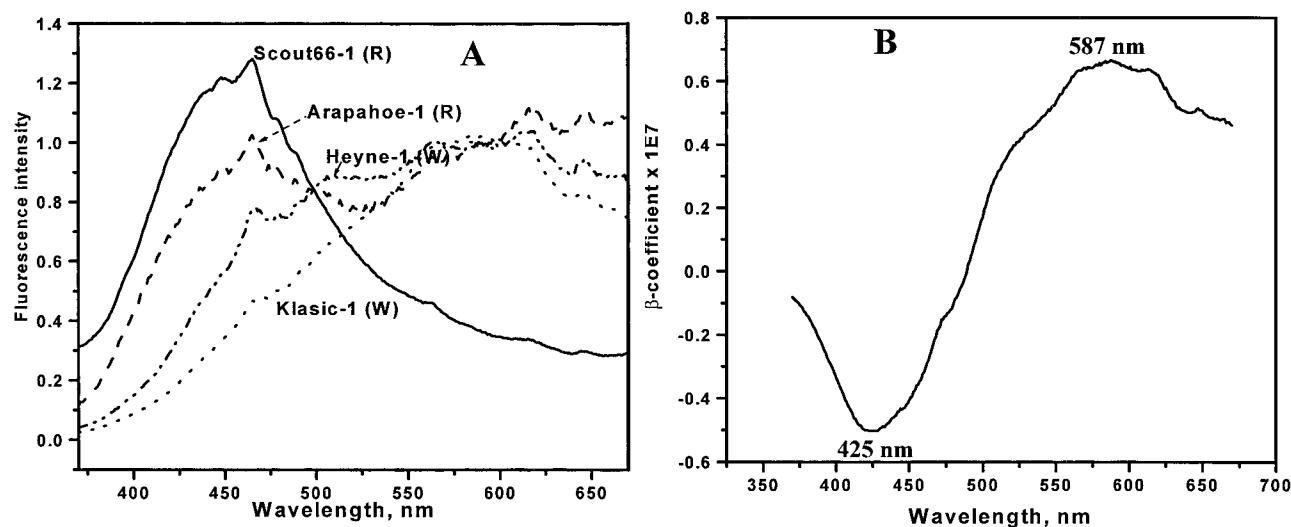 A
Scout66-1 (R)
Arapahoe-1 (R)
Heyne-1 (W)
Klasic-1 (W)
Fluorescence intensity
1.4
1.2
1.0
0.8
0.6
0.4
0.2
0.0
400 450 500 550 600 650
Wavelength, nm
B
587 nm
425 nm
β-coefficient x 1E7
0.8
0.6
0.4
0.2
0.0
-0.2
-0.4
-0.6
350 400 450 500 550 600 650 700
Wavelength, nm